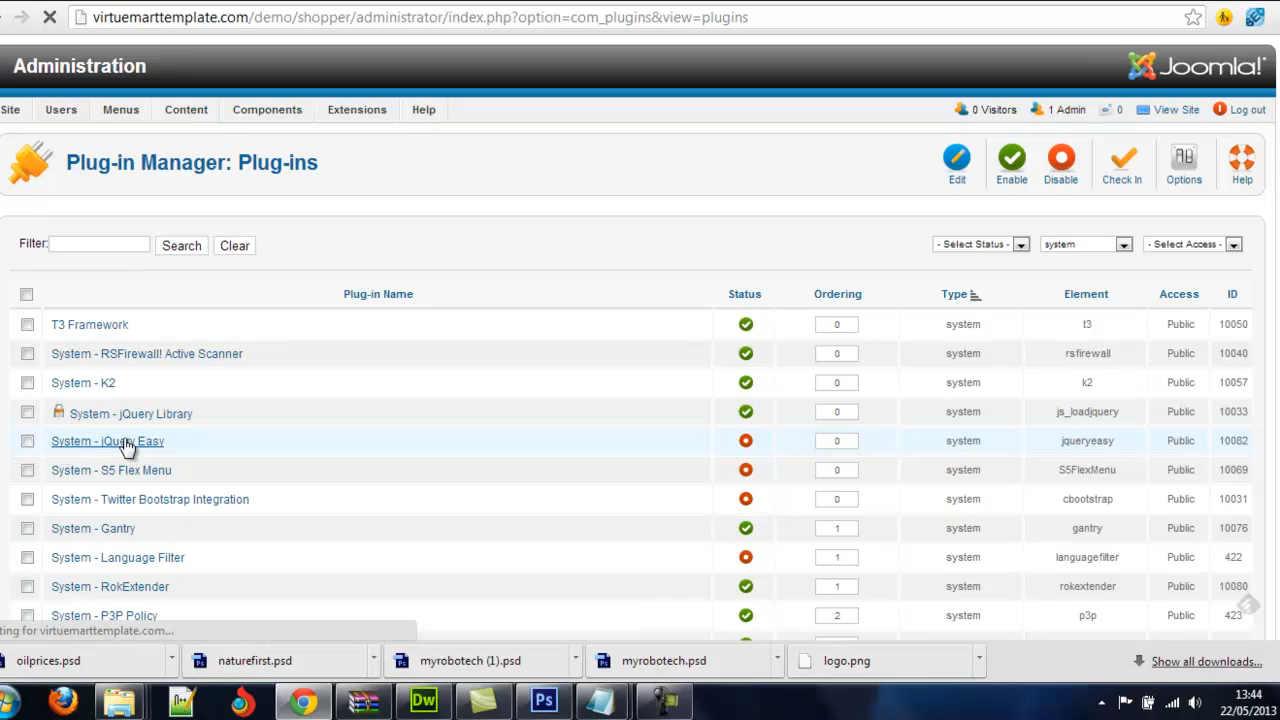 virtuemarttemplate.com/demo/shopper/administrator/index.php?option=com_plugins&view=plugins
Administration
Joomla!
Site Users Menus Content Components Extensions Help 0 Visitors 1 Admin 0 View Site Log out
Plug-in Manager: Plug-ins
Edit Enable Disable Check In Options Help
Filter: Search Clear - Select Status - system - Select Access -
Plug-in Name Status Ordering Type Element Access ID
T3 Framework 0 system t3 Public 10050
System - RSFirewall! Active Scanner 0 system rsfirewall Public 10040
System - K2 0 system k2 Public 10057
System - jQuery Library 0 system js_loadjquery Public 10033
System - jQuery Easy 0 system jqueryeasy Public 10082
System - S5 Flex Menu 0 system S5FlexMenu Public 10069
System - Twitter Bootstrap Integration 0 system cbootstrap Public 10031
System - Gantry 1 system gantry Public 10076
System - Language Filter 1 system languagefilter Public 422
System - RokExtender 1 system rokextender Public 10080
System - P3P Policy 2 system p3p Public 423
ting for virtuemarttemplate.com...
oilprices.psd naturefirst.psd myrobotech (1).psd myrobotech.psd logo.png Show all downloads...
Dw Ps
13:44
22/05/2013